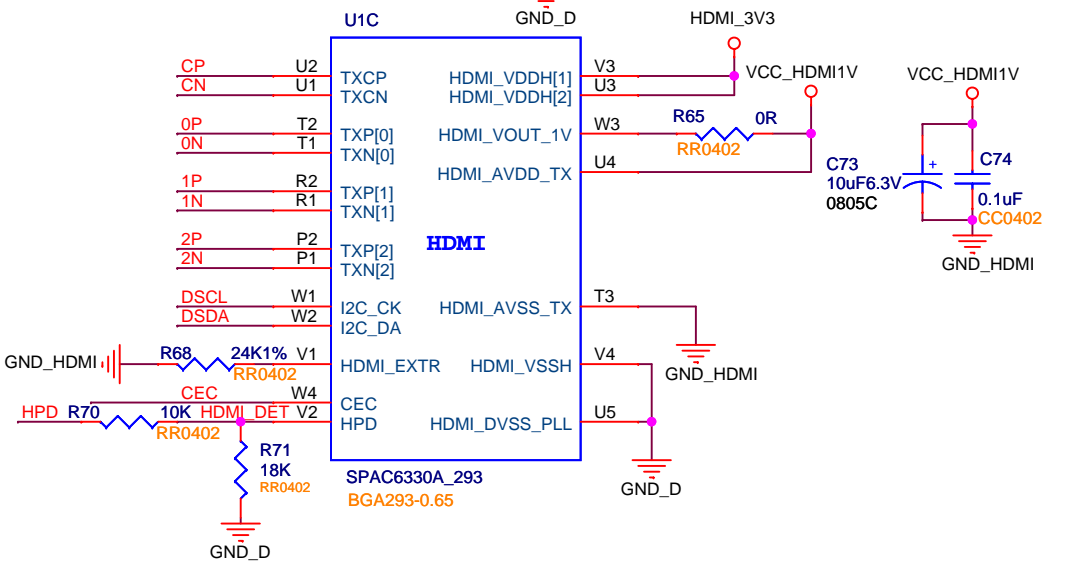 GND_D
U1C
HDMI_3V3
CP U2 TXCP HDMI_VDDH[1] V3
CN U1 TXCN HDMI_VDDH[2] U3
VCC_HDMI1V
VCC_HDMI1V
0P T2 TXP[0] HDMI_VOUT_1V W3 R65 0R
RR0402
0N T1 TXN[0]
HDMI_AVDD_TX U4
1P R2 TXP[1]
1N R1 TXN[1]
C73
10uF6.3V
0805C
+
C74
0.1uF
CC0402
GND_HDMI
2P P2 TXP[2]
2N P1 TXN[2]
HDMI
DSCL W1 I2C_CK HDMI_AVSS_TX T3
DSDA W2 I2C_DA
GND_HDMI
GND_HDMI R68 24K1% V1 HDMI_EXTR HDMI_VSSH V4
RR0402
CEC W4 CEC
HPD R70 10K HDMI_DET V2 HPD HDMI_DVSS_PLL U5
RR0402
R71
18K
RR0402
GND_D
GND_D
SPAC6330A_293
BGA293-0.65